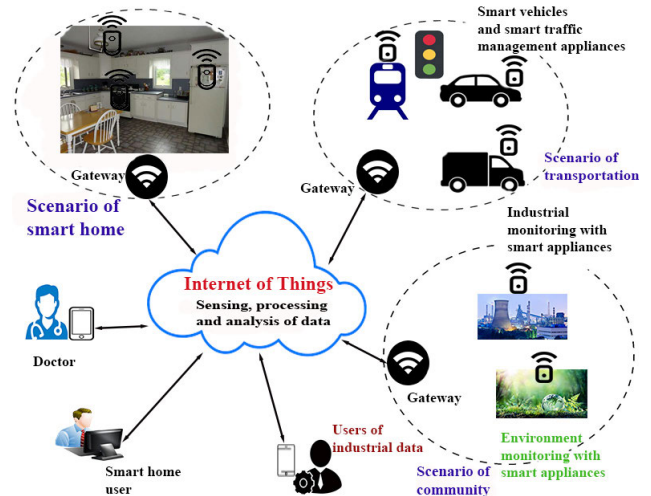 Smart vehicles
and smart traffic
management appliances
Gateway
Scenario of
smart home
Gateway
Scenario of
transportation
Industrial
monitoring with
smart appliances
Internet of Things
Sensing, processing
and analysis of data
Doctor
Gateway
Users of
industrial data
Smart home
user
Scenario of
community
Environment
monitoring with
smart appliances